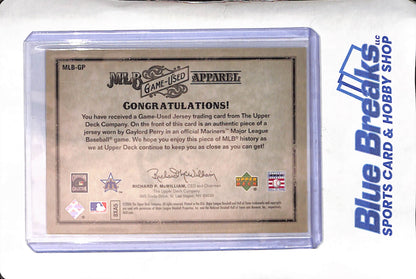 MLB-GP
MLB GAME-USED APPAREL
CONGRATULATIONS!
You have received a Game-Used Jersey trading card from The Upper
Deck Company. On the front of this card is an authentic piece of a
jersey worn by Gaylord Perry in an official Mariners™ Major League
Baseball® game. We hope you enjoy this piece of MLB® history as
we at Upper Deck continue to keep you as close as you can get!
RICHARD P. McWILLIAM, CEO and Chairman
The Upper Deck Company
UPPER DECK
Blue Breaks LLC
SPORTS CARD & HOBBY SHOP